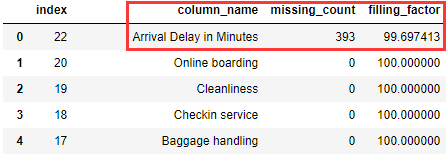 index column_name missing_count filling_factor
0 22 Arrival Delay in Minutes 393 99.697413
1 20 Online boarding 0 100.000000
2 19 Cleanliness 0 100.000000
3 18 Checkin service 0 100.000000
4 17 Baggage handling 0 100.000000